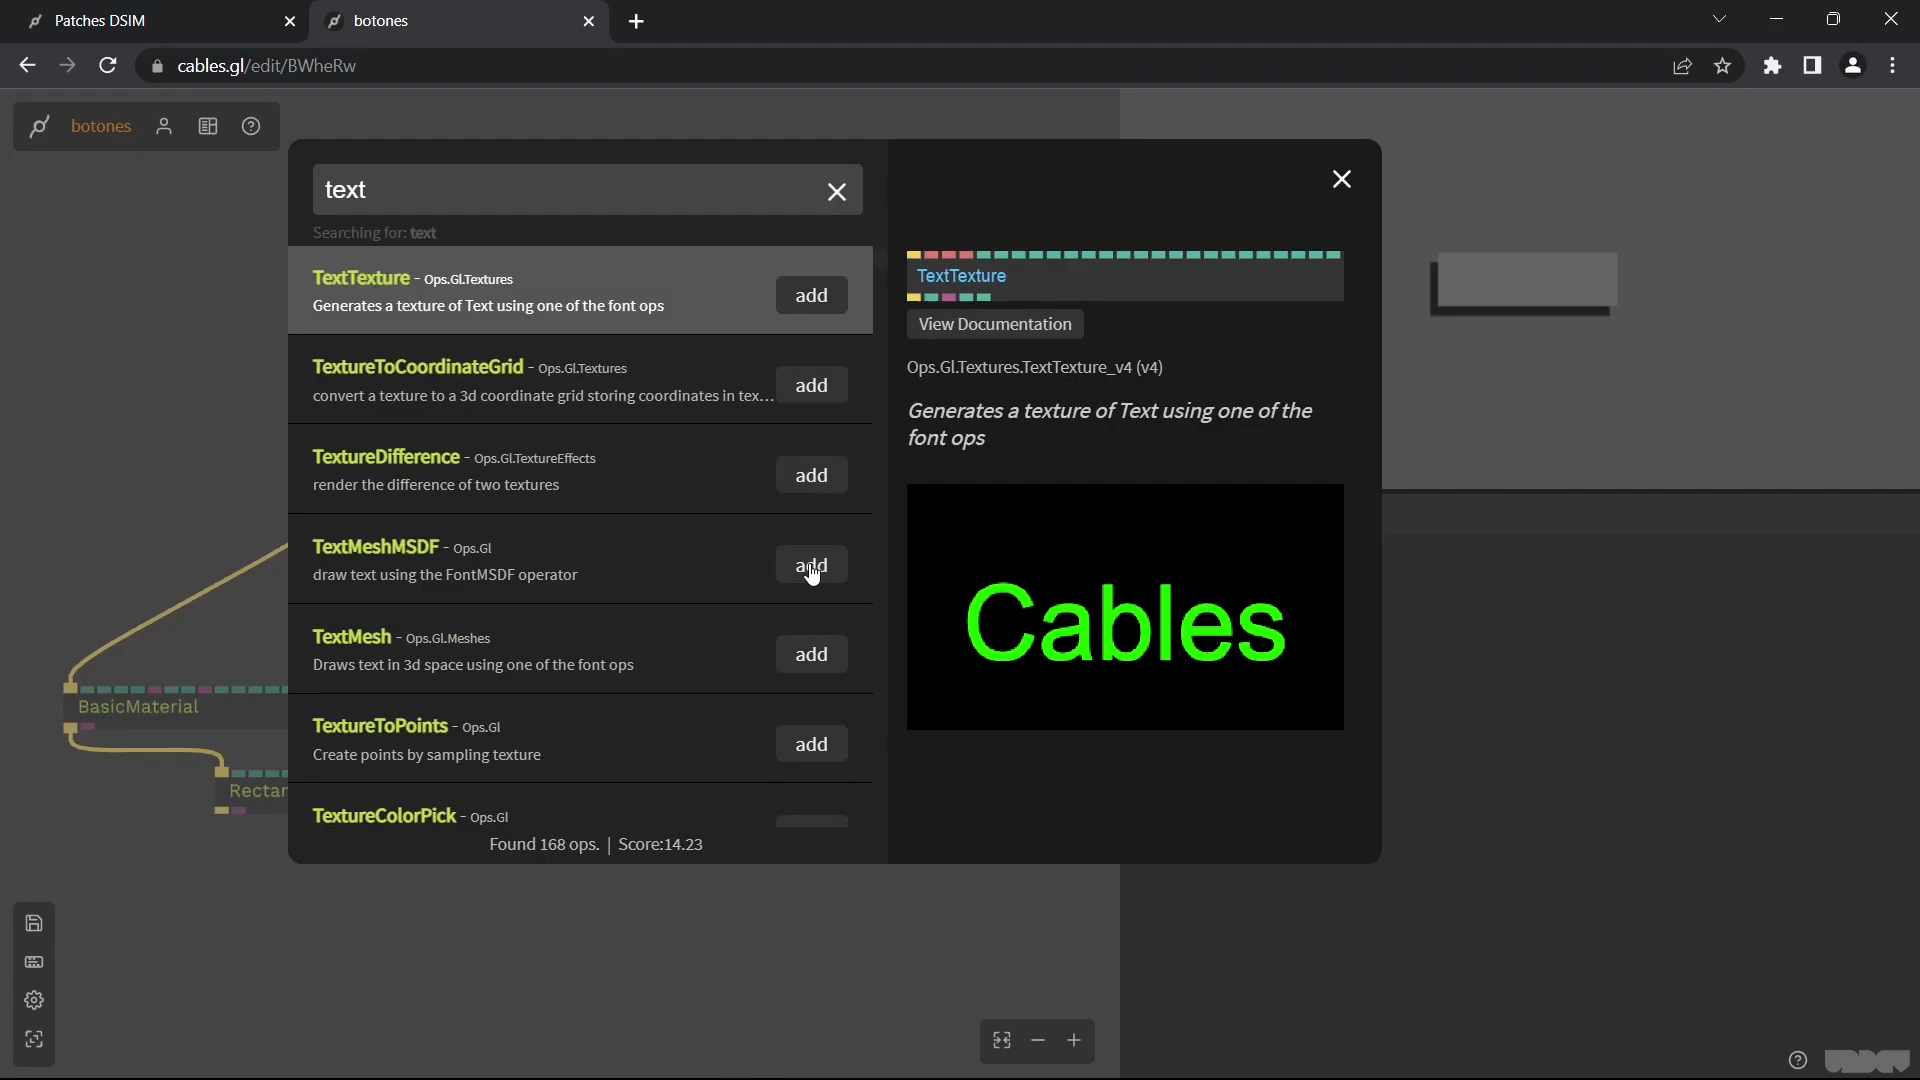 Patches DSIM
botones
cables.gl/edit/BWheRw
botones
text
Searching for: text
TextTexture - Ops.Gl.Textures
Generates a texture of Text using one of the font ops
add
TextureToCoordinateGrid - Ops.Gl.Textures
convert a texture to a 3d coordinate grid storing coordinates in tex...
add
TextureDifference - Ops.Gl.TextureEffects
render the difference of two textures
add
TextMeshMSDF - Ops.Gl
draw text using the FontMSDF operator
add
TextMesh - Ops.Gl.Meshes
Draws text in 3d space using one of the font ops
add
TextureToPoints - Ops.Gl
Create points by sampling texture
add
TextureColorPick - Ops.Gl
Found 168 ops. | Score:14.23
TextTexture
View Documentation
Ops.Gl.Textures.TextTexture_v4 (v4)
Generates a texture of Text using one of the
font ops
Cables
BasicMaterial
Rectan